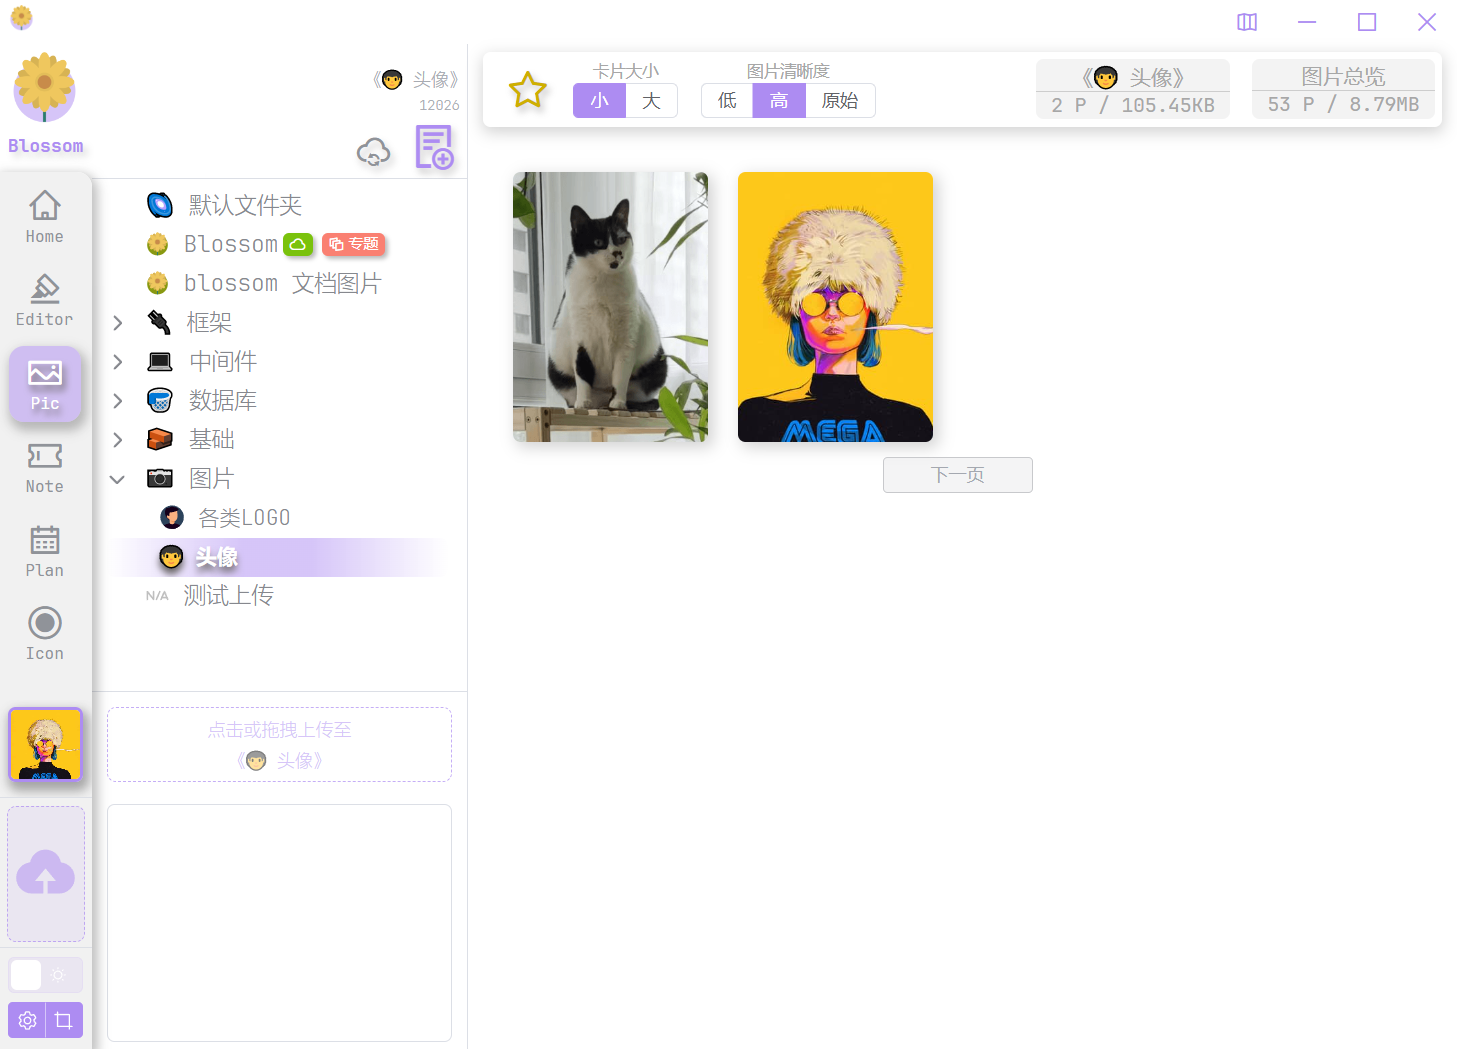 Blossom
《 头像》
12026
Home
Editor
Pic
Note
Plan
Icon
默认文件夹
Blossom 专题
blossom 文档图片
框架
中间件
数据库
基础
图片
各类LOGO
头像
N/A 测试上传
点击或拖拽上传至
《 头像》
卡片大小
小 大
图片清晰度
低 高 原始
《 头像》
2 P / 105.45KB
图片总览
53 P / 8.79MB
MEGA
下一页
MEGA